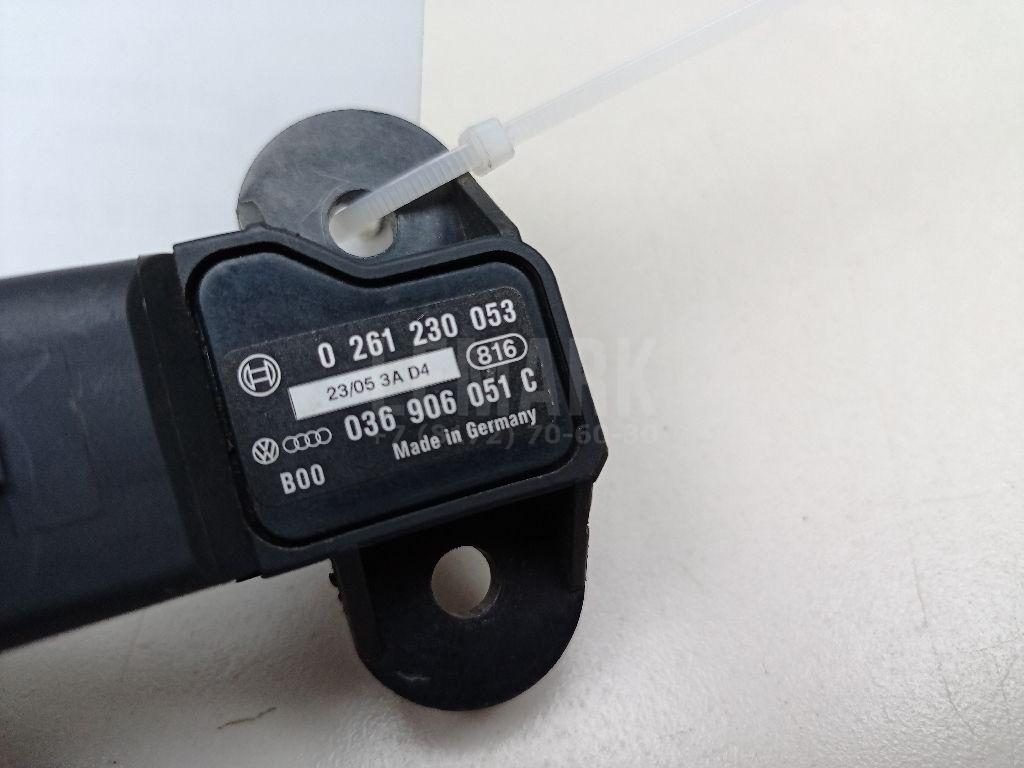 0 261 230 053
23/05 3A D4
816
036 906 051 C
Made in Germany
B00